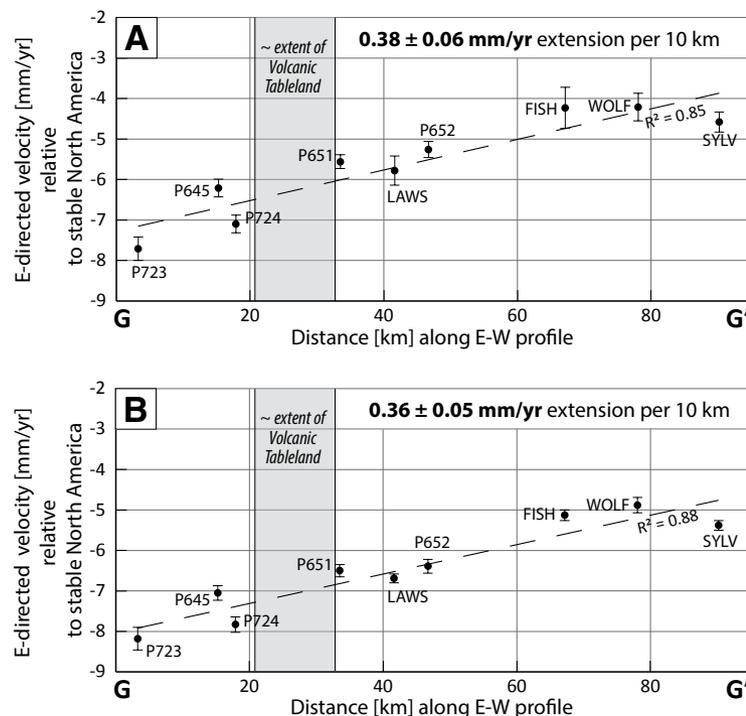 A
0.38 ± 0.06 mm/yr extension per 10 km
~ extent of
Volcanic
Tableland
E-directed velocity [mm/yr]
relative
to stable North America
-2
-3
-4
-5
-6
-7
-8
-9
P723
P645
P724
P651
LAWS
P652
FISH
WOLF
R² = 0.85
SYLV
G
20
40
60
80
G'
Distance [km] along E-W profile
B
0.36 ± 0.05 mm/yr extension per 10 km
~ extent of
Volcanic
Tableland
E-directed velocity [mm/yr]
relative
to stable North America
-2
-3
-4
-5
-6
-7
-8
-9
P723
P645
P724
P651
LAWS
P652
FISH
WOLF
R² = 0.88
SYLV
G
20
40
60
80
G'
Distance [km] along E-W profile